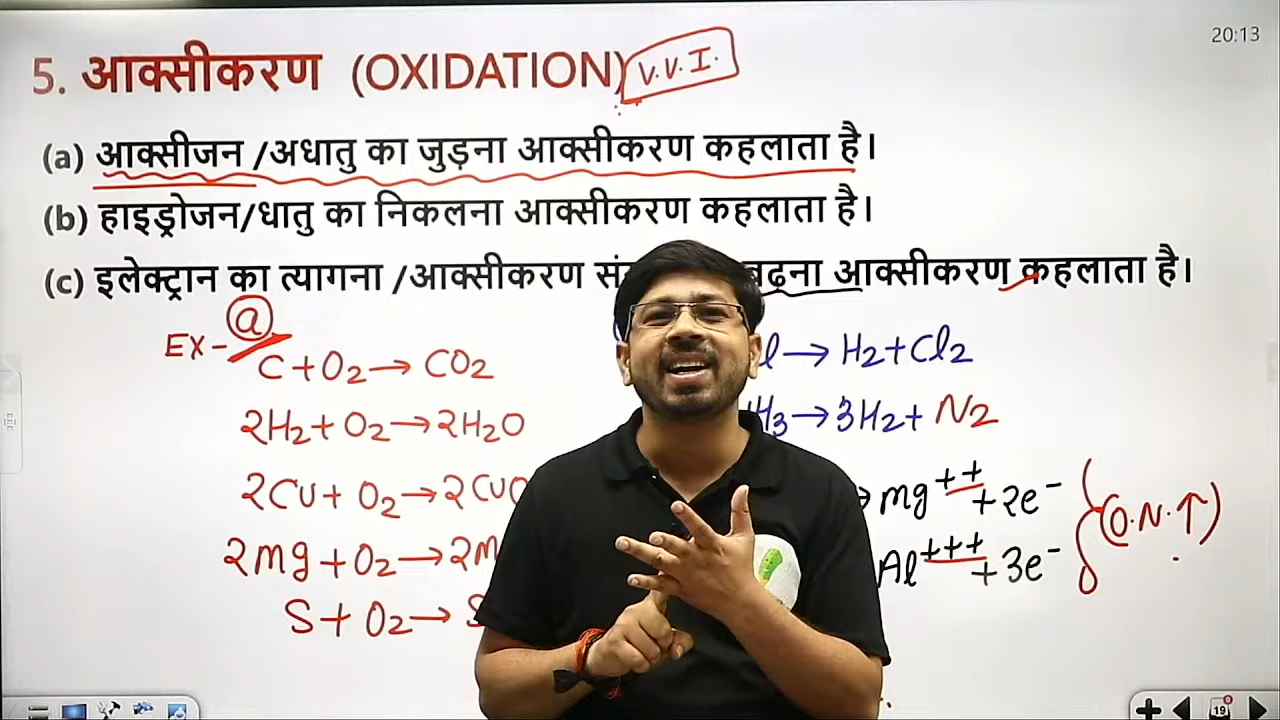 20:13
5. आक्सीकरण (OXIDATION) V.V.I.
(a) आक्सीजन /अधातु का जुड़ना आक्सीकरण कहलाता है।
(b) हाइड्रोजन/धातु का निकलना आक्सीकरण कहलाता है।
(c) इलेक्ट्रान का त्यागना /आक्सीकरण बढ़ना आक्सीकरण कहलाता है।
Ex- (a)
C + O2 → CO2
2H2 + O2 → 2H2O
2Cu + O2 → 2CuO
2mg + O2 → 2m
S + O2 → S
l → H2 + Cl2
H3 → 3H2 + N2
→ mg++ + 2e-
Al+++ + 3e-
(O.N.↑)
19